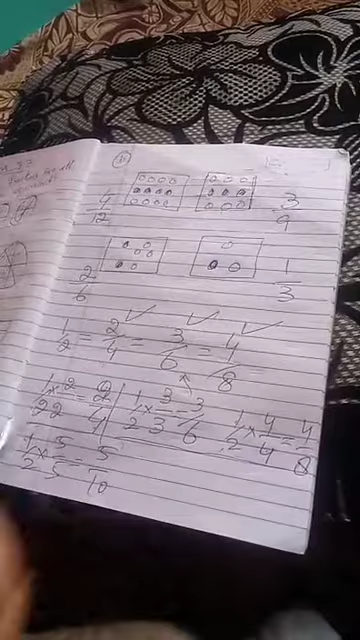 (b)
4/12 3/9
2/6 1/3
1/2 = 2/4 = 3/6 = 4/8
1/2 × 2/2 = 2/4 1/2 × 3/3 = 3/6 1/2 × 4/4 = 4/8
1/2 × 5/5 = 5/10